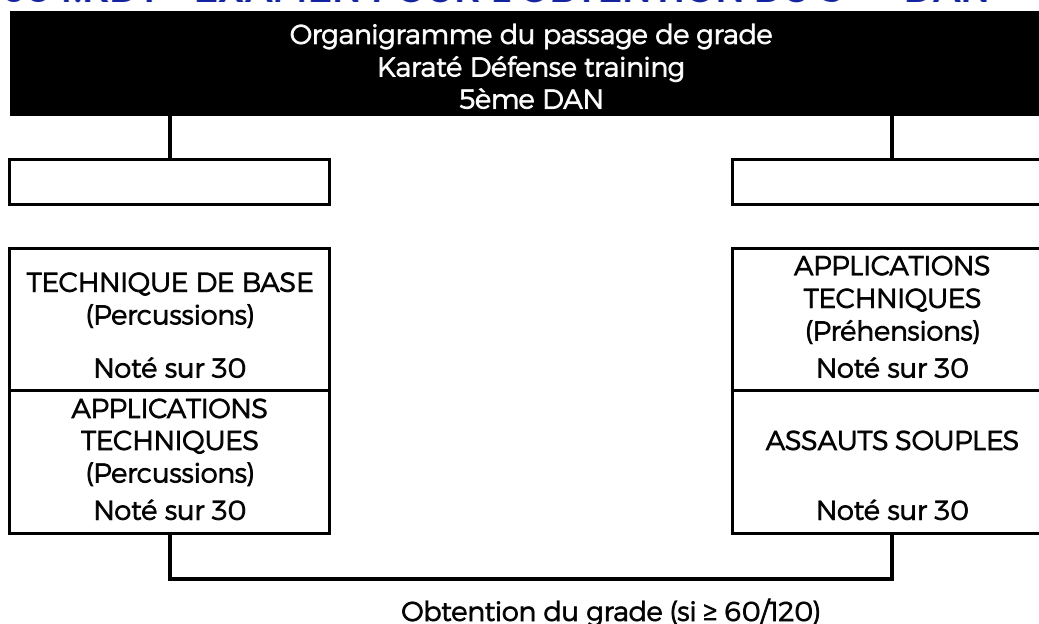 Organigramme du passage de grade
Karaté Défense training
5ème DAN
TECHNIQUE DE BASE
(Percussions)
Noté sur 30
APPLICATIONS
TECHNIQUES
(Percussions)
Noté sur 30
APPLICATIONS
TECHNIQUES
(Préhensions)
Noté sur 30
ASSAUTS SOUPLES
Noté sur 30
Obtention du grade (si ≥ 60/120)